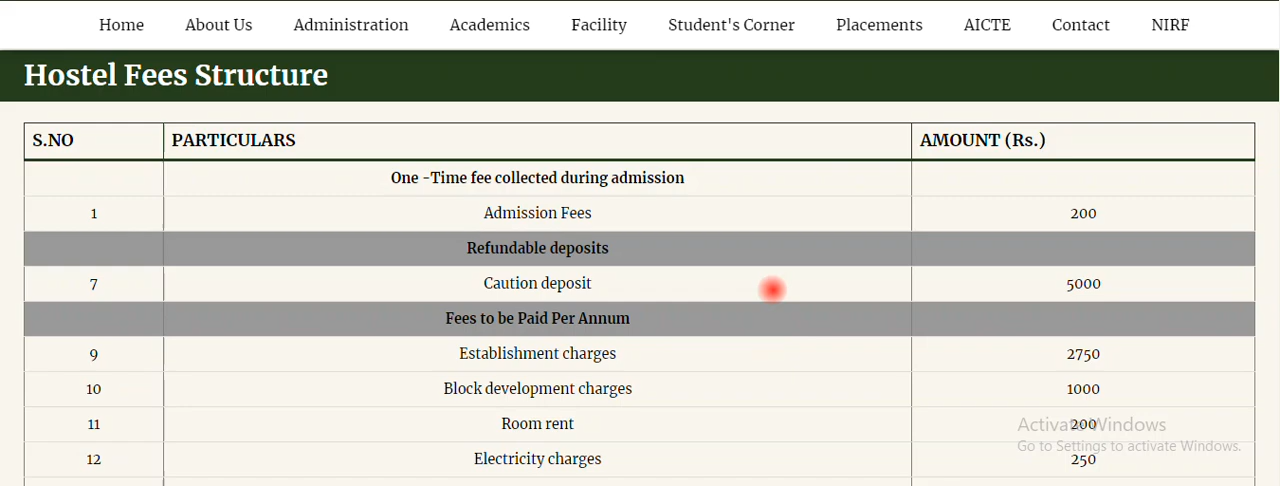 Home About Us Administration Academics Facility Student's Corner Placements AICTE Contact NIRF
Hostel Fees Structure
S.NO PARTICULARS AMOUNT (Rs.)
One -Time fee collected during admission
1 Admission Fees 200
Refundable deposits
7 Caution deposit 5000
Fees to be Paid Per Annum
9 Establishment charges 2750
10 Block development charges 1000
11 Room rent 200
Activate Windows
Go to Settings to activate Windows.
12 Electricity charges 250